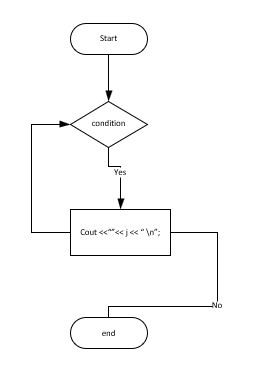 Start
condition
Yes
Cout <<“”<< j << “ \n”;
No
end